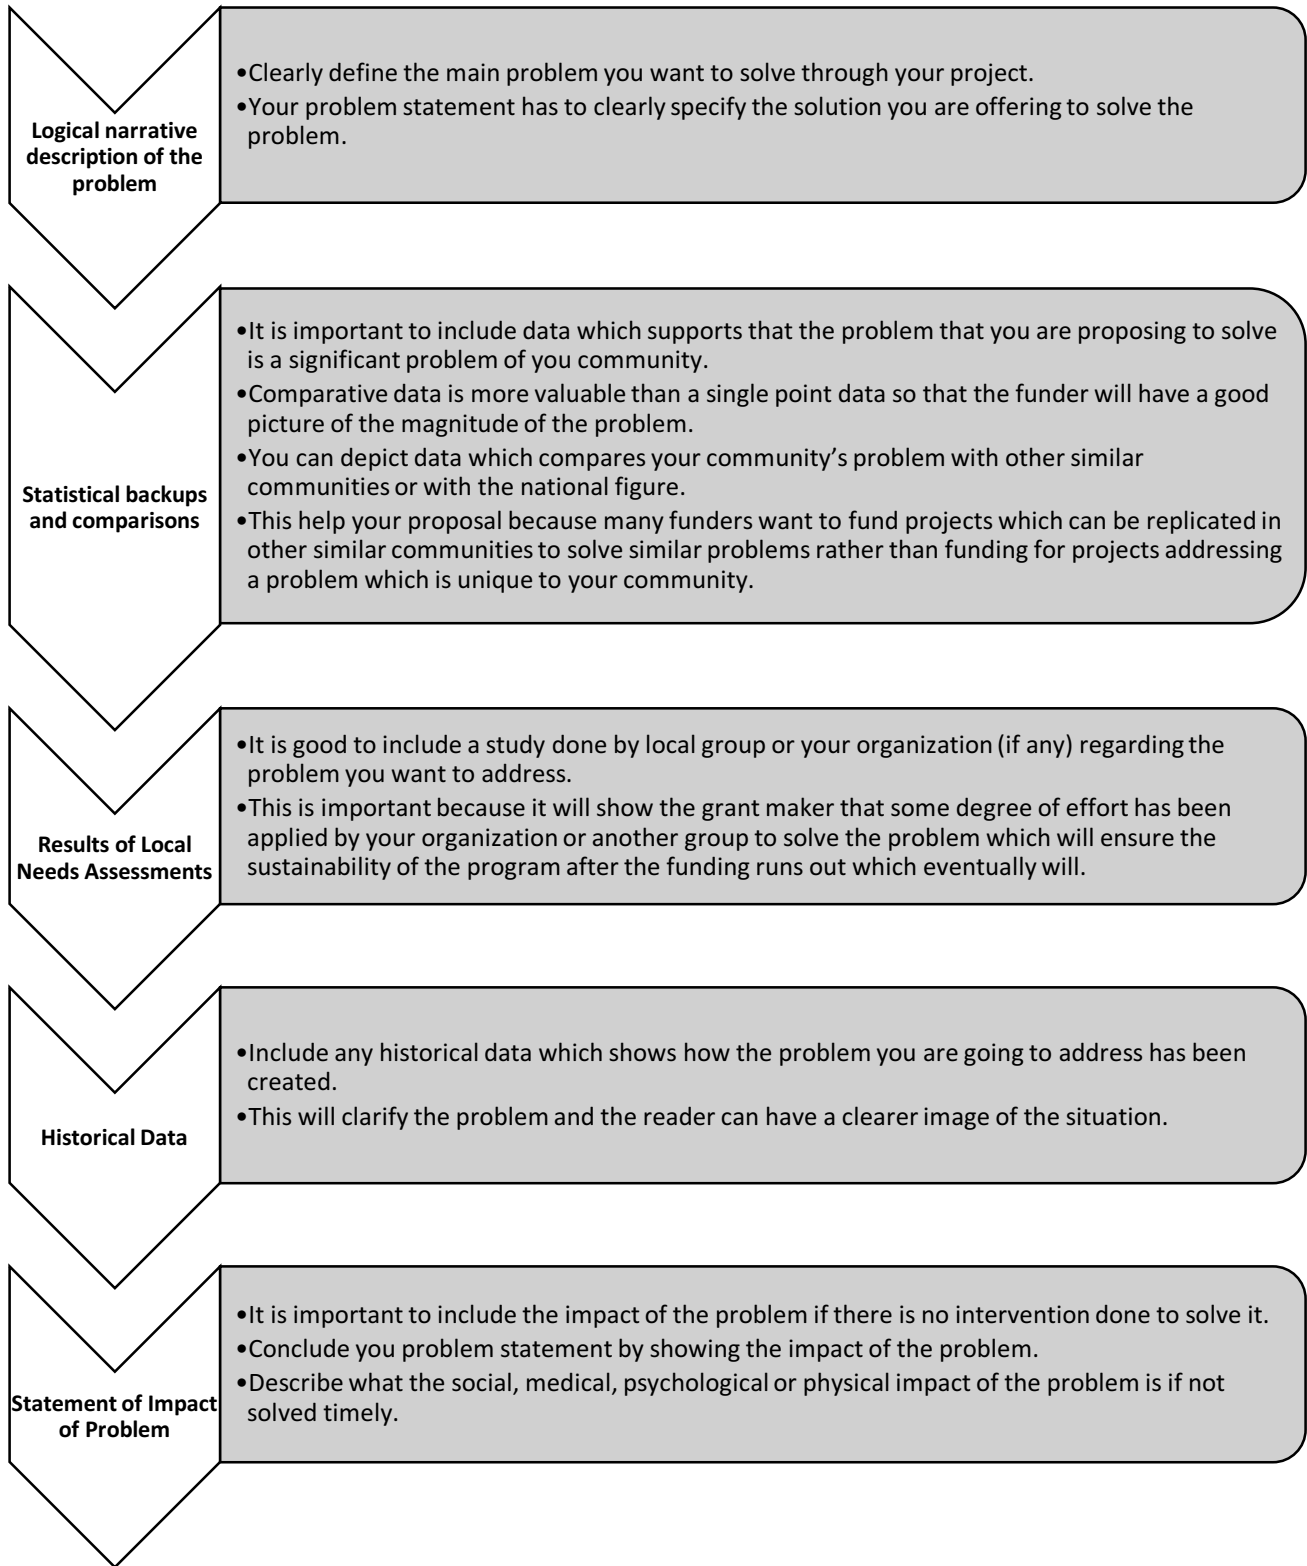 Logical narrative
description of the
problem
•Clearly define the main problem you want to solve through your project.
•Your problem statement has to clearly specify the solution you are offering to solve the
problem.
Statistical backups
and comparisons
•It is important to include data which supports that the problem that you are proposing to solve
is a significant problem of you community.
•Comparative data is more valuable than a single point data so that the funder will have a good
picture of the magnitude of the problem.
•You can depict data which compares your community’s problem with other similar
communities or with the national figure.
•This help your proposal because many funders want to fund projects which can be replicated in
other similar communities to solve similar problems rather than funding for projects addressing
a problem which is unique to your community.
Results of Local
Needs Assessments
•It is good to include a study done by local group or your organization (if any) regarding the
problem you want to address.
•This is important because it will show the grant maker that some degree of effort has been
applied by your organization or another group to solve the problem which will ensure the
sustainability of the program after the funding runs out which eventually will.
Historical Data
•Include any historical data which shows how the problem you are going to address has been
created.
•This will clarify the problem and the reader can have a clearer image of the situation.
Statement of Impact
of Problem
•It is important to include the impact of the problem if there is no intervention done to solve it.
•Conclude you problem statement by showing the impact of the problem.
•Describe what the social, medical, psychological or physical impact of the problem is if not
solved timely.